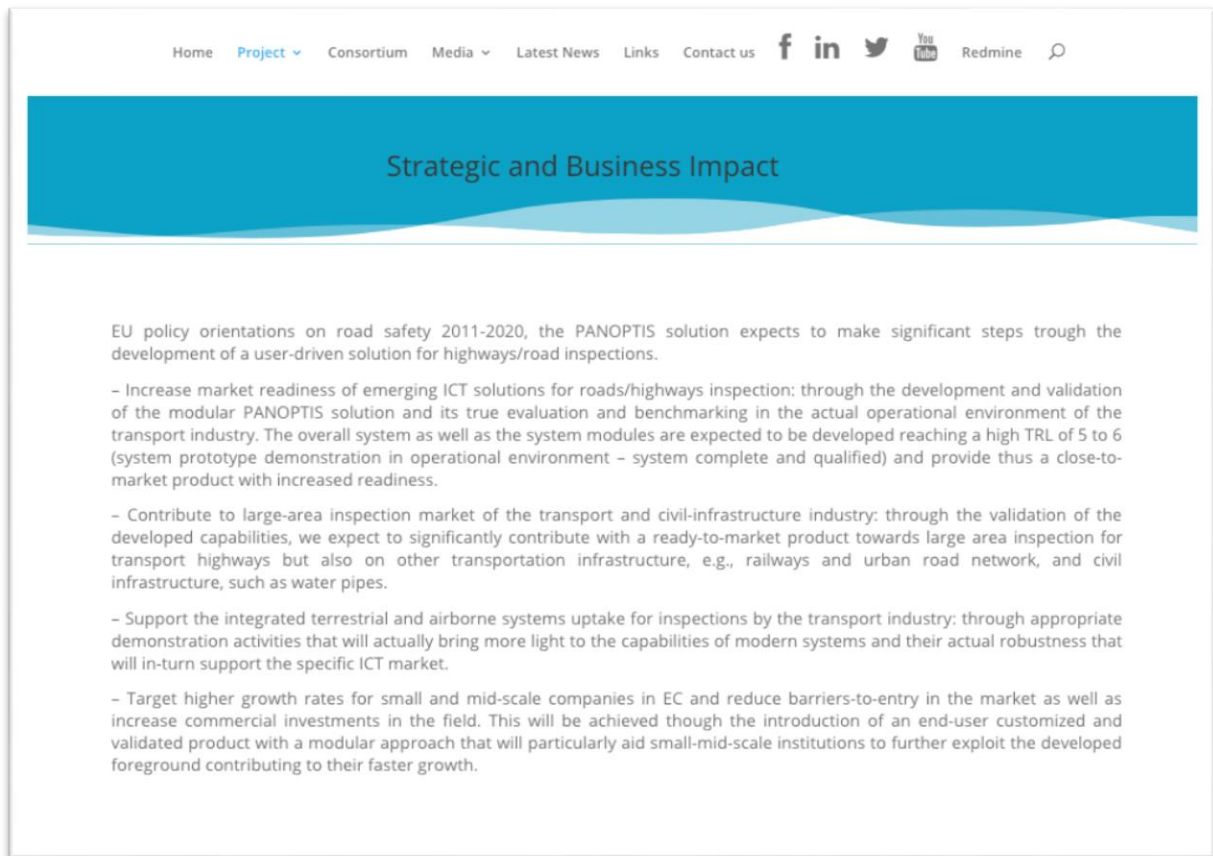 Home Project Consortium Media Latest News Links Contact us f in You Tube Redmine
Strategic and Business Impact
EU policy orientations on road safety 2011-2020, the PANOPTIS solution expects to make significant steps trough the
development of a user-driven solution for highways/road inspections.
– Increase market readiness of emerging ICT solutions for roads/highways inspection: through the development and validation
of the modular PANOPTIS solution and its true evaluation and benchmarking in the actual operational environment of the
transport industry. The overall system as well as the system modules are expected to be developed reaching a high TRL of 5 to 6
(system prototype demonstration in operational environment – system complete and qualified) and provide thus a close-to-
market product with increased readiness.
– Contribute to large-area inspection market of the transport and civil-infrastructure industry: through the validation of the
developed capabilities, we expect to significantly contribute with a ready-to-market product towards large area inspection for
transport highways but also on other transportation infrastructure, e.g., railways and urban road network, and civil
infrastructure, such as water pipes.
– Support the integrated terrestrial and airborne systems uptake for inspections by the transport industry: through appropriate
demonstration activities that will actually bring more light to the capabilities of modern systems and their actual robustness that
will in-turn support the specific ICT market.
– Target higher growth rates for small and mid-scale companies in EC and reduce barriers-to-entry in the market as well as
increase commercial investments in the field. This will be achieved though the introduction of an end-user customized and
validated product with a modular approach that will particularly aid small-mid-scale institutions to further exploit the developed
foreground contributing to their faster growth.